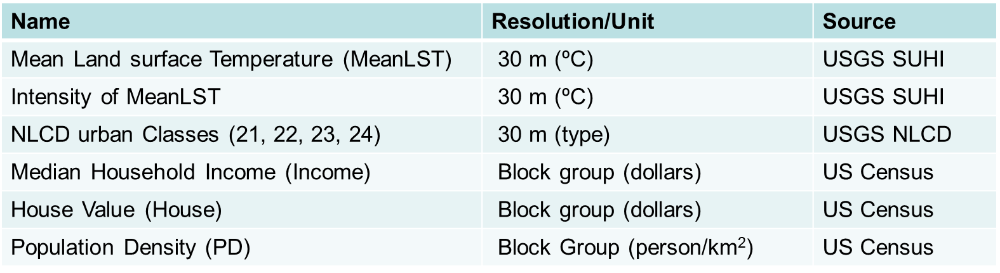 Name Resolution/Unit Source
Mean Land surface Temperature (MeanLST) 30 m (ºC) USGS SUHI
Intensity of MeanLST 30 m (ºC) USGS SUHI
NLCD urban Classes (21, 22, 23, 24) 30 m (type) USGS NLCD
Median Household Income (Income) Block group (dollars) US Census
House Value (House) Block group (dollars) US Census
Population Density (PD) Block Group (person/km²) US Census